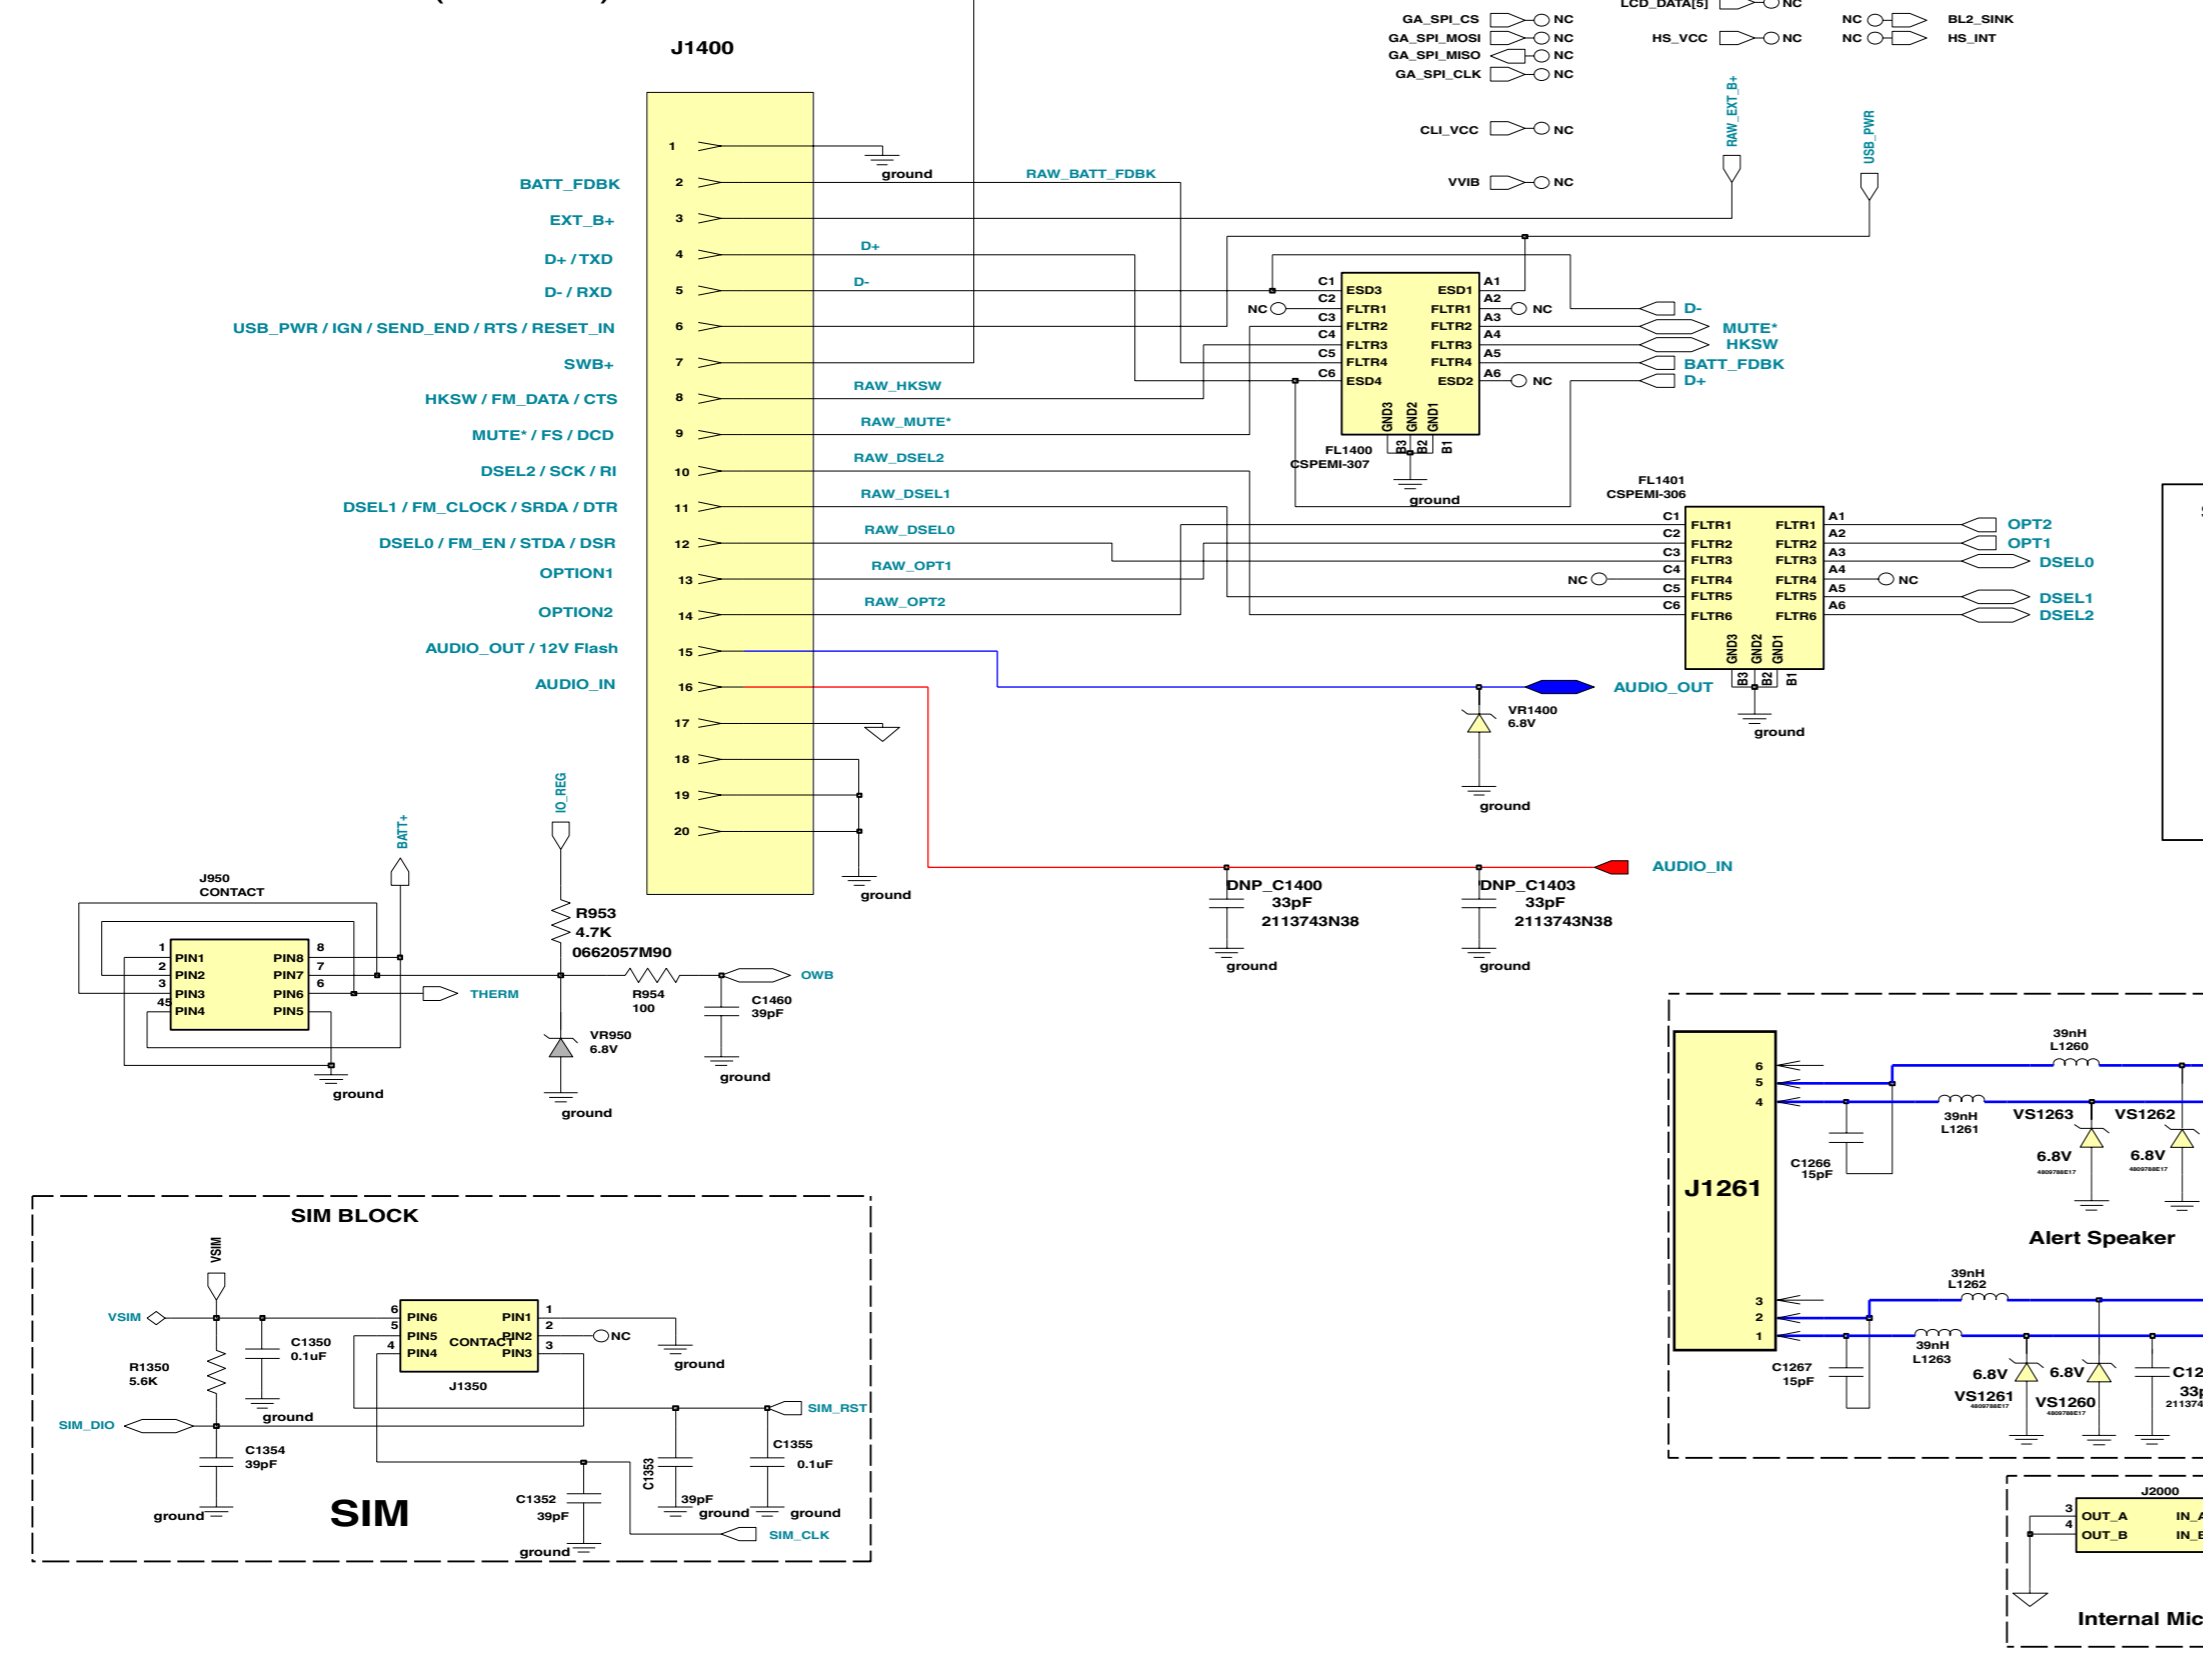 J1400
GA_SPI_CS NC
GA_SPI_MOSI NC
GA_SPI_MISO NC
GA_SPI_CLK NC
CLI_VCC NC
VVIB NC
LCD_DATA[5] NC
HS_VCC NC
NC BL2_SINK
NC HS_INT
RAW_EXT_B+
USB_PWR
1 ground
BATT_FDBK 2 RAW_BATT_FDBK
EXT_B+ 3
D+ / TXD 4 D+
D- / RXD 5 D-
USB_PWR / IGN / SEND_END / RTS / RESET_IN 6
SWB+ 7
HKSW / FM_DATA / CTS 8 RAW_HKSW
MUTE* / FS / DCD 9 RAW_MUTE*
DSEL2 / SCK / RI 10 RAW_DSEL2
DSEL1 / FM_CLOCK / SRDA / DTR 11 RAW_DSEL1
DSEL0 / FM_EN / STDA / DSR 12 RAW_DSEL0
OPTION1 13 RAW_OPT1
OPTION2 14 RAW_OPT2
AUDIO_OUT / 12V Flash 15
AUDIO_IN 16
17
18
19
20
ground
C1 ESD3 ESD1 A1
NC C2 FLTR1 FLTR1 A2 NC
C3 FLTR2 FLTR2 A3
C4 FLTR3 FLTR3 A4
C5 FLTR4 FLTR4 A5
C6 ESD4 ESD2 A6 NC
GND3 GND2 GND1
B3 B2 B1
FL1400
CSPEMI-307
ground
D-
MUTE*
HKSW
BATT_FDBK
D+
FL1401
CSPEMI-306
C1 FLTR1 FLTR1 A1 OPT2
C2 FLTR2 FLTR2 A2 OPT1
C3 FLTR3 FLTR3 A3 DSEL0
NC C4 FLTR4 FLTR4 A4 NC
C5 FLTR5 FLTR5 A5 DSEL1
C6 FLTR6 FLTR6 A6 DSEL2
GND3 GND2 GND1
B3 B2 B1
ground
AUDIO_OUT
VR1400
6.8V
ground
AUDIO_IN
DNP_C1400
33pF
2113743N38
ground
DNP_C1403
33pF
2113743N38
ground
J950
CONTACT
BATT+
IO_REG
1 PIN1 PIN8 8
2 PIN2 PIN7 7
3 PIN3 PIN6 6
45 PIN4 PIN5
ground
THERM
R953
4.7K
0662057M90
R954
100
OWB
C1460
39pF
ground
VR950
6.8V
ground
SIM BLOCK
VSIM
VSIM
C1350
0.1uF
ground
R1350
5.6K
6 PIN6 PIN1 1
5 PIN5 PIN2 2 NC
4 PIN4 PIN3 3
CONTACT
J1350
ground
SIM_DIO
SIM_RST
C1354
39pF
ground
SIM
C1352
39pF
ground
C1353
39pF
ground
C1355
0.1uF
ground
SIM_CLK
J1261
6
5
4
3
2
1
39nH
L1260
39nH
L1261
C1266
15pF
VS1263
6.8V
4809788E17
VS1262
6.8V
4809788E17
Alert Speaker
39nH
L1262
39nH
L1263
C1267
15pF
6.8V
VS1261
4809788E17
6.8V
VS1260
4809788E17
J2000
3 OUT_A
4 OUT_B
Internal Mic